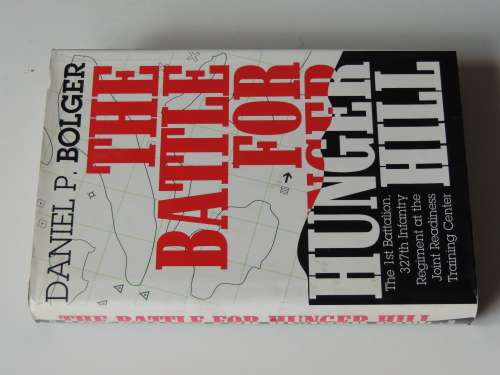 DANIEL P. BOLGER
THE
BATTLE
FOR
HUNGER
HILL
The 1st Battalion,
327th Infantry
Regiment at the
Joint Readiness
Training Center
THE BATTLE FOR HUNGER HILL